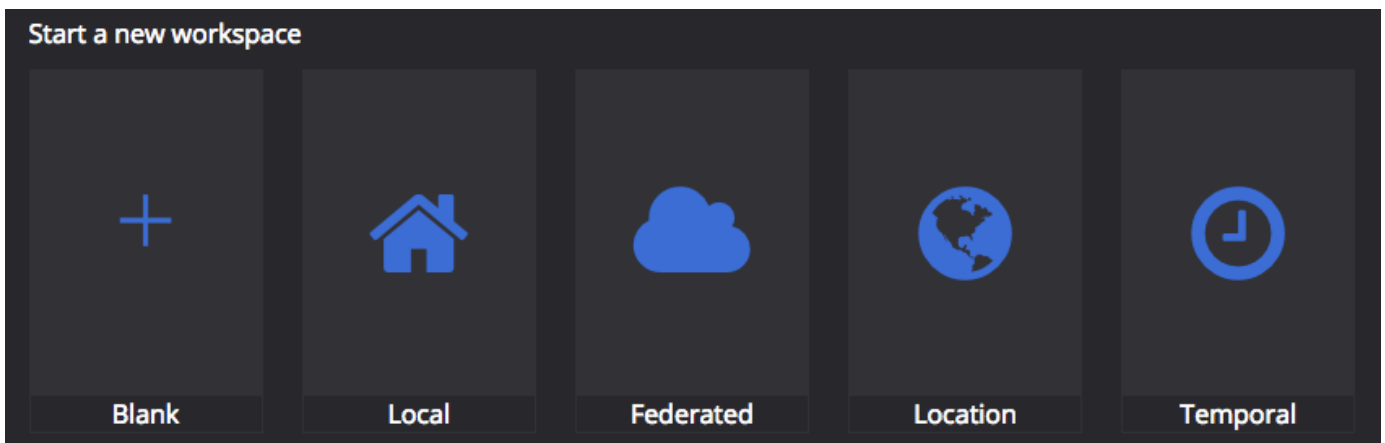 Start a new workspace
Blank
Local
Federated
Location
Temporal